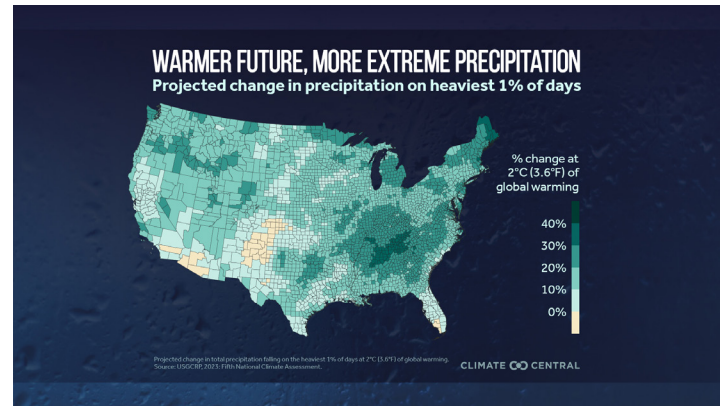 WARMER FUTURE, MORE EXTREME PRECIPITATION
Projected change in precipitation on heaviest 1% of days
% change at
2°C (3.6°F) of
global warming
40%
30%
20%
10%
0%
Projected change in total precipitation falling on the heaviest 1% of days at 2°C (3.6°F) of global warming.
Source: USGCRP, 2023: Fifth National Climate Assessment.
CLIMATE CENTRAL